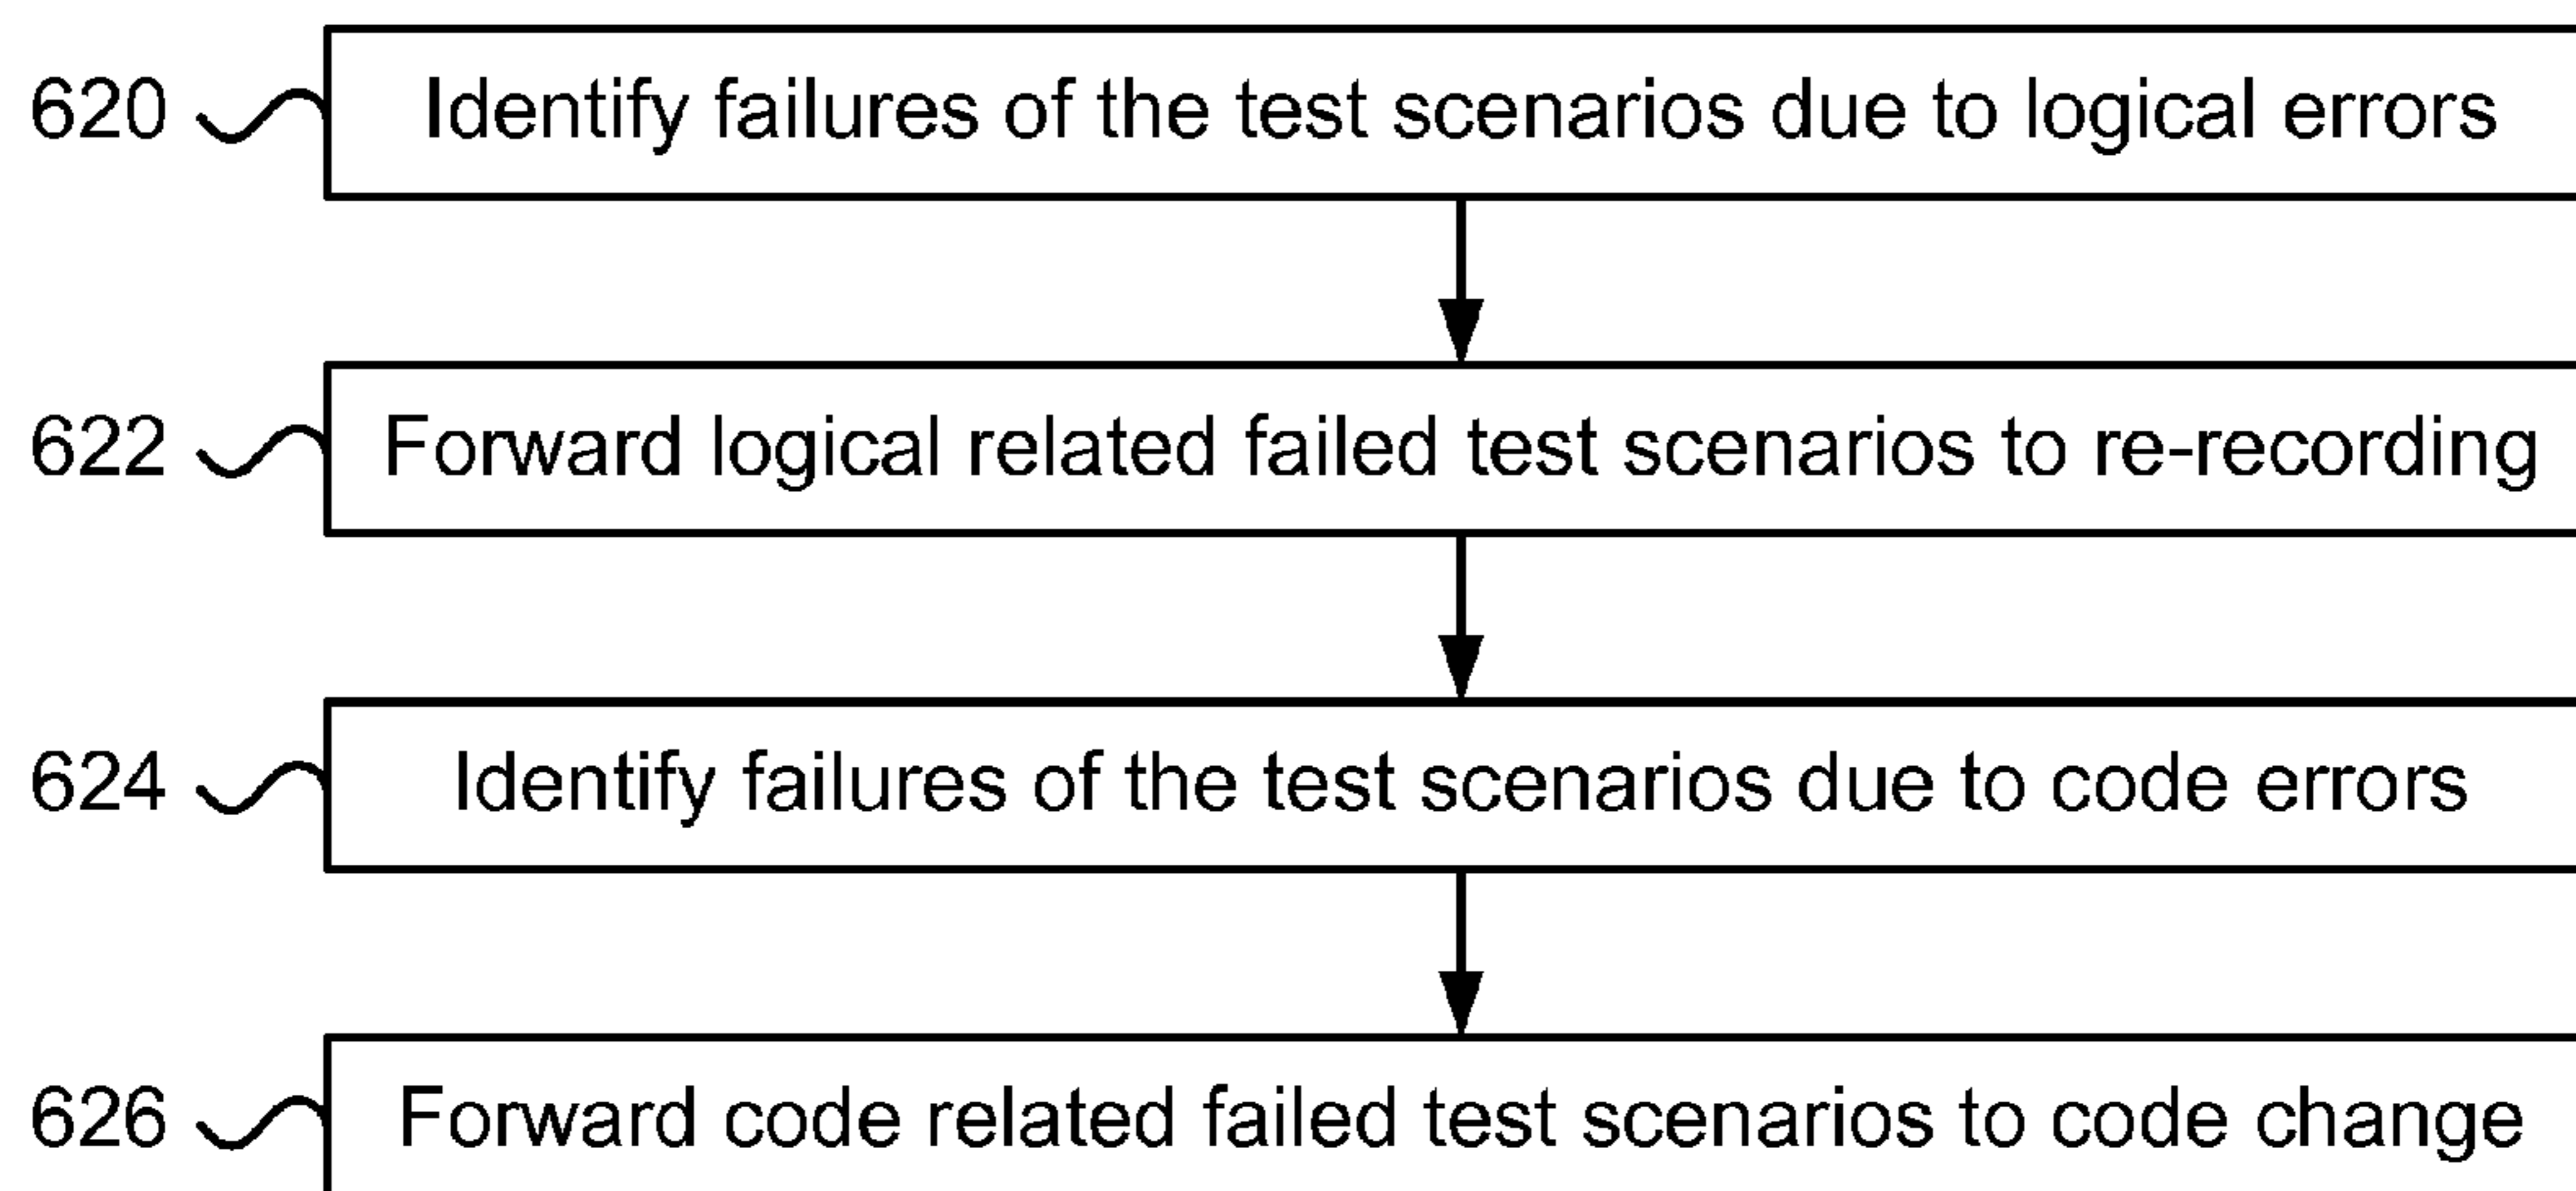 620 Identify failures of the test scenarios due to logical errors
622 Forward logical related failed test scenarios to re-recording
624 Identify failures of the test scenarios due to code errors
626 Forward code related failed test scenarios to code change